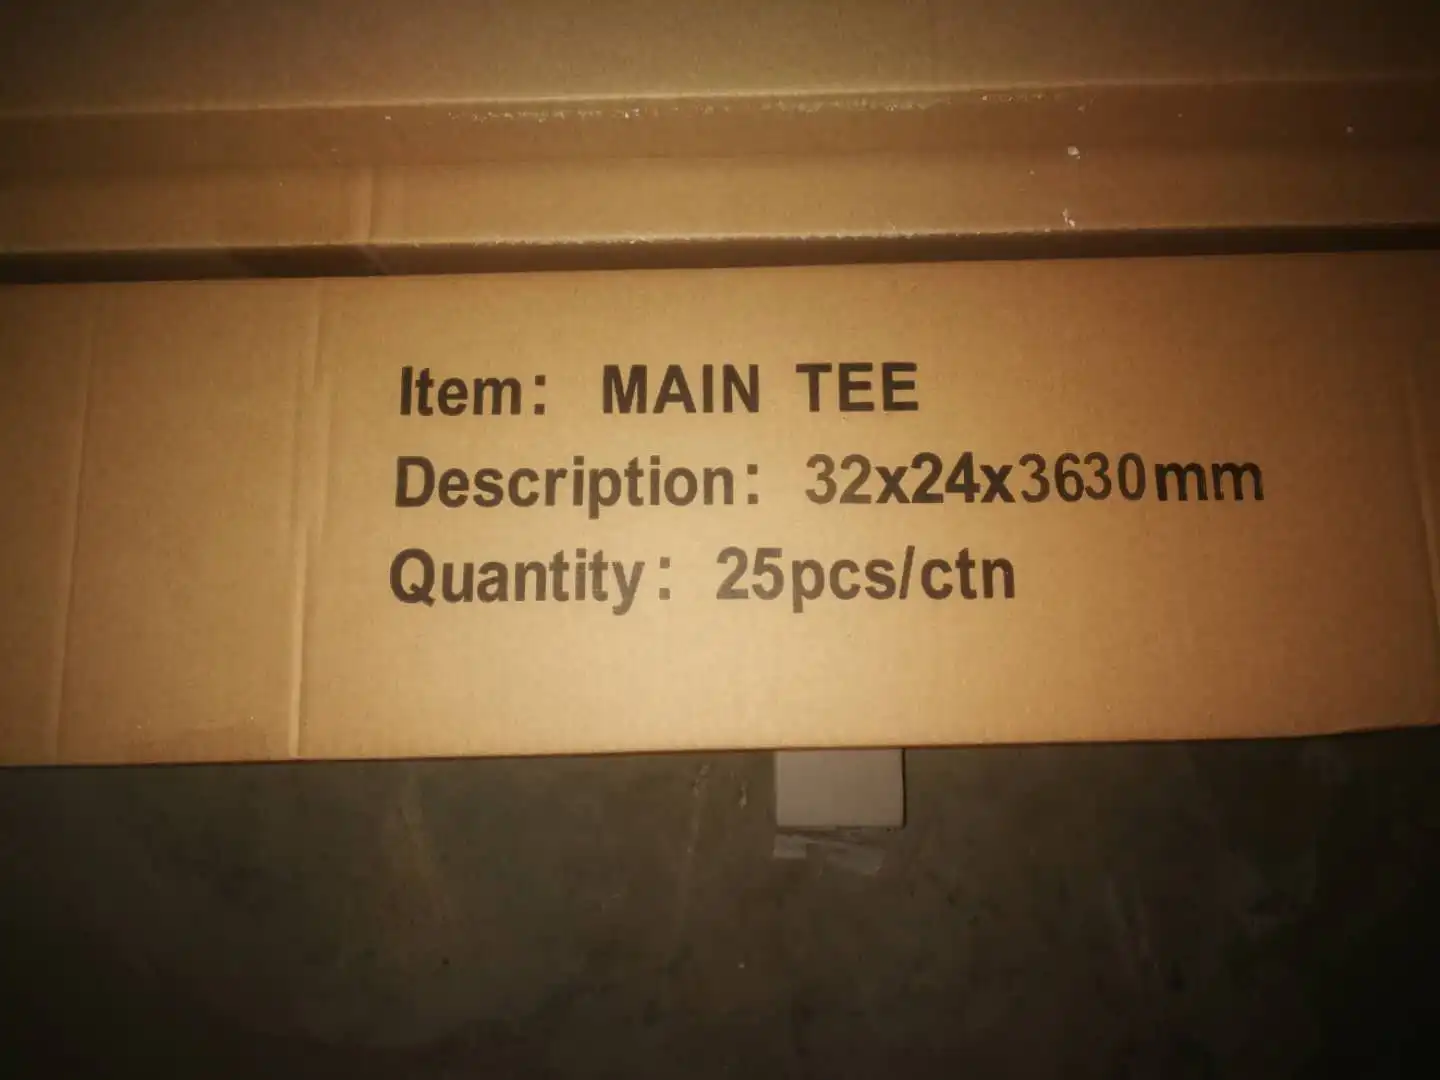 Item: MAIN TEE
Description: 32x24x3630mm
Quantity: 25pcs/ctn